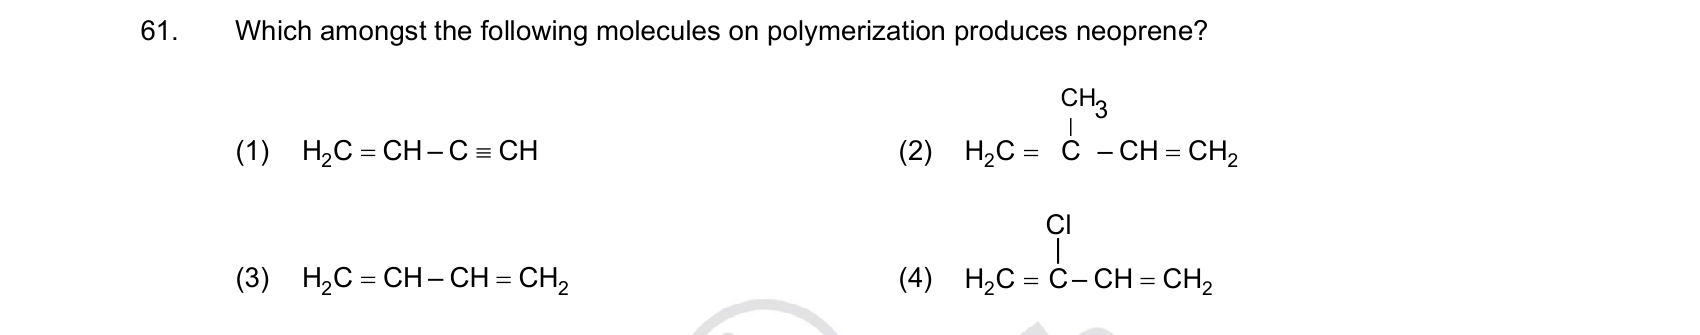 61. Which amongst the following molecules on polymerization produces neoprene?
(1) H₂C = CH – C ≡ CH
CH₃
|
(2) H₂C = C – CH = CH₂
(3) H₂C = CH – CH = CH₂
Cl
|
(4) H₂C = C – CH = CH₂